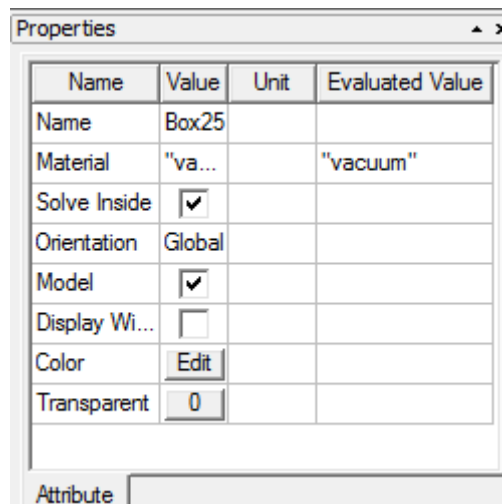 Properties
Name Value Unit Evaluated Value
Name Box25
Material "va... "vacuum"
Solve Inside
Orientation Global
Model
Display Wi...
Color Edit
Transparent 0
Attribute